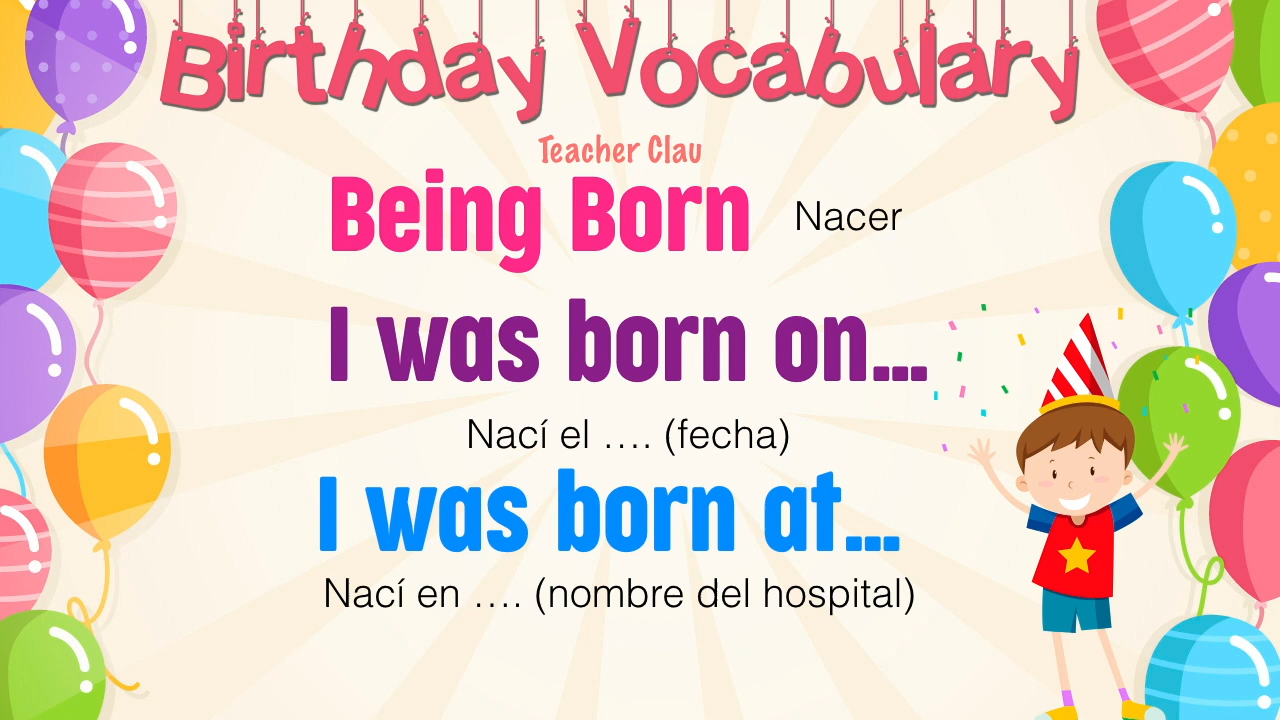 Birthday Vocabulary
Teacher Clau
Being Born Nacer
I was born on...
Nací el .... (fecha)
I was born at...
Nací en .... (nombre del hospital)